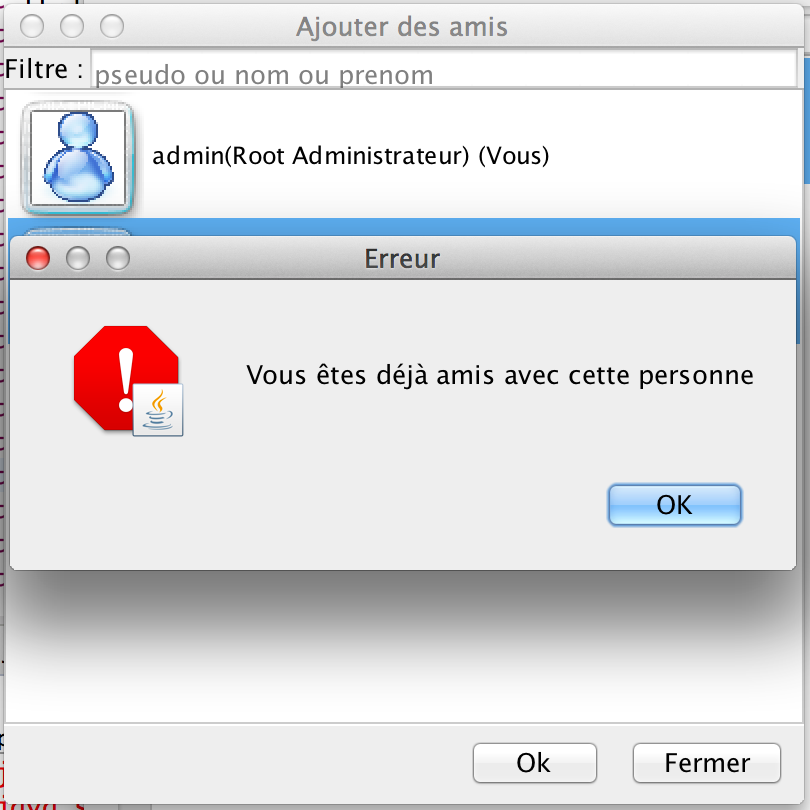 Ajouter des amis
Filtre :
pseudo ou nom ou prenom
admin(Root Administrateur) (Vous)
Erreur
Vous êtes déjà amis avec cette personne
OK
Ok
Fermer